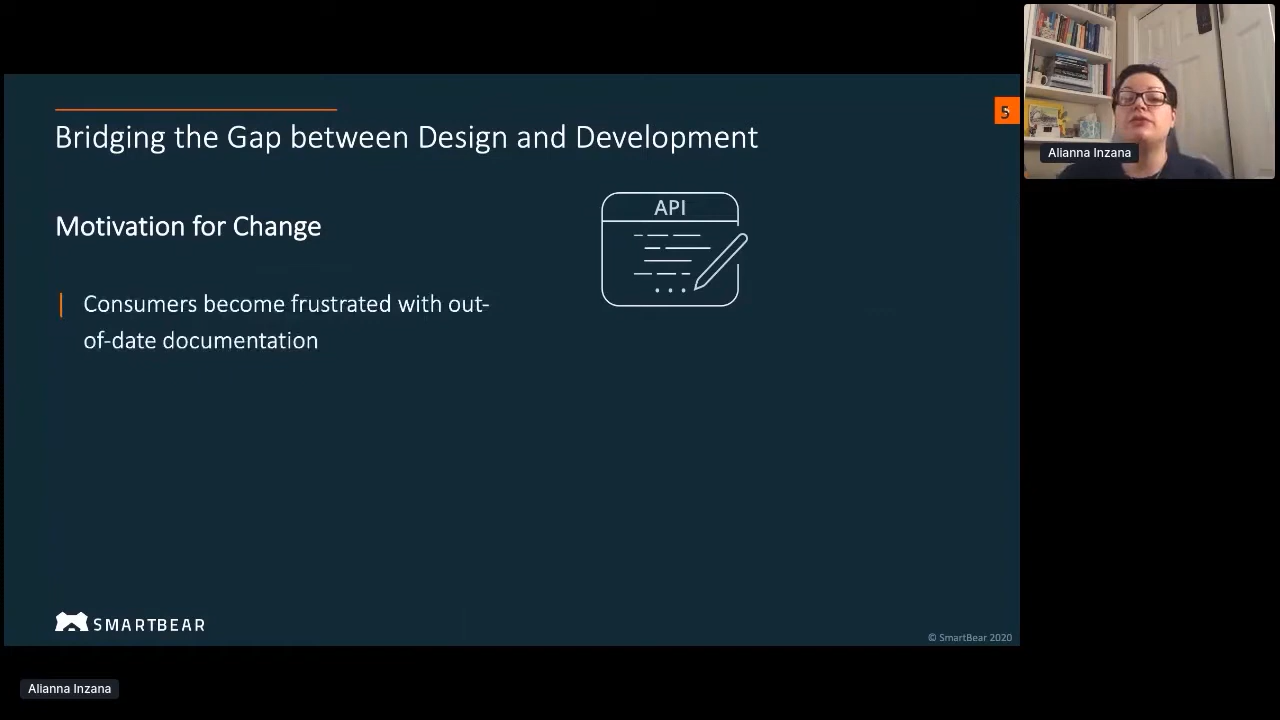 Bridging the Gap between Design and Development
5
Motivation for Change
API
Consumers become frustrated with out-
of-date documentation
SMARTBEAR
© SmartBear 2020
Alianna Inzana
Alianna Inzana